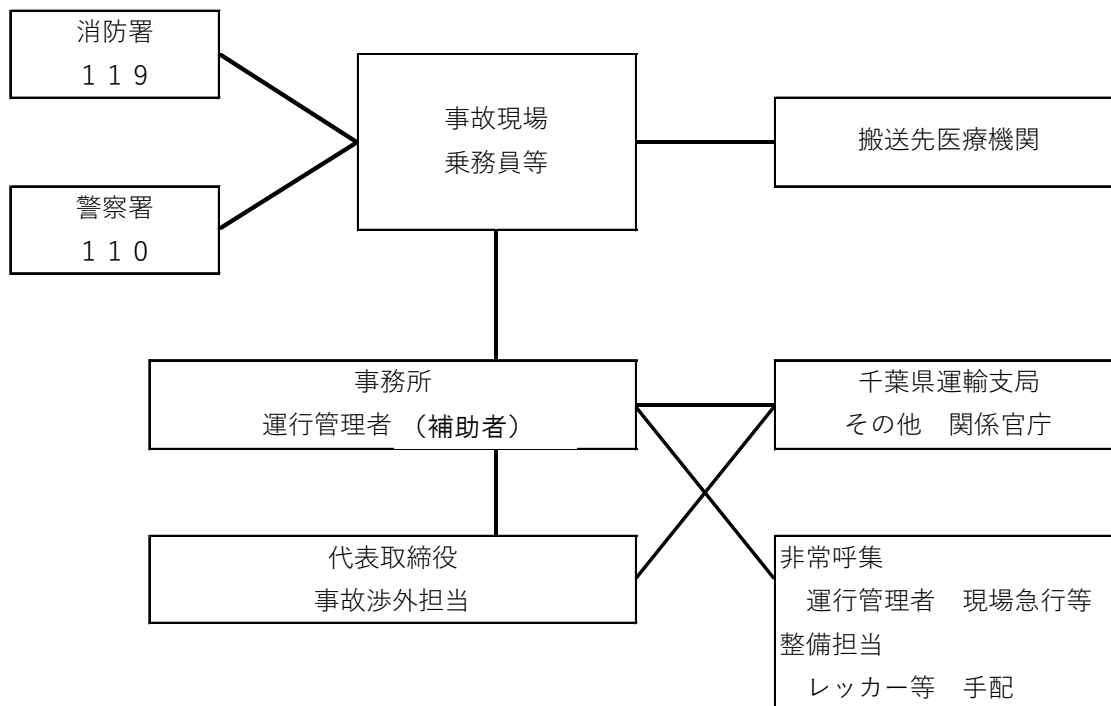 消防署
１１９
事故現場
乗務員等
搬送先医療機関
警察署
１１０
事務所
運行管理者 （補助者）
千葉県運輸支局
その他　関係官庁
代表取締役
事故渉外担当
非常呼集
　運行管理者　現場急行等
整備担当
　レッカー等　手配